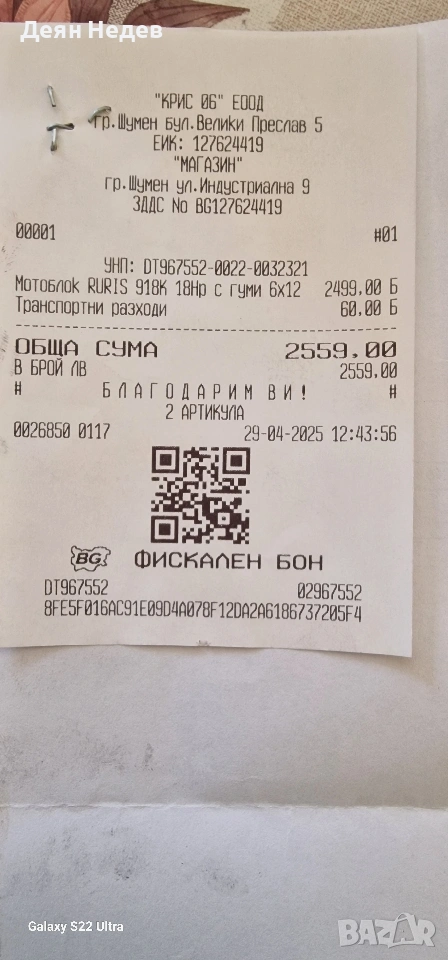 Деян Недев
"КРИС 06" ЕООД
гр.Шумен бул.Велики Преслав 5
ЕИК: 127624419
"МАГАЗИН"
гр.Шумен ул.Индустриална 9
ЗДДС No BG127624419
00001 #01
УНП: DT967552-0022-0032321
Мотоблок RURIS 918K 18Hp с гуми 6x12 2499.00 Б
Транспортни разходи 60.00 Б
ОБЩА СУМА 2559.00
В БРОЙ ЛВ 2559.00
# Б Л А Г О Д А Р И М В И ! #
2 АРТИКУЛА
0026850 0117 29-04-2025 12:43:56
BG ФИСКАЛЕН БОН
DT967552 02967552
8FE5F016AC91E09D4A078F12DA2A6186737205F4
Galaxy S22 Ultra
BAZAR